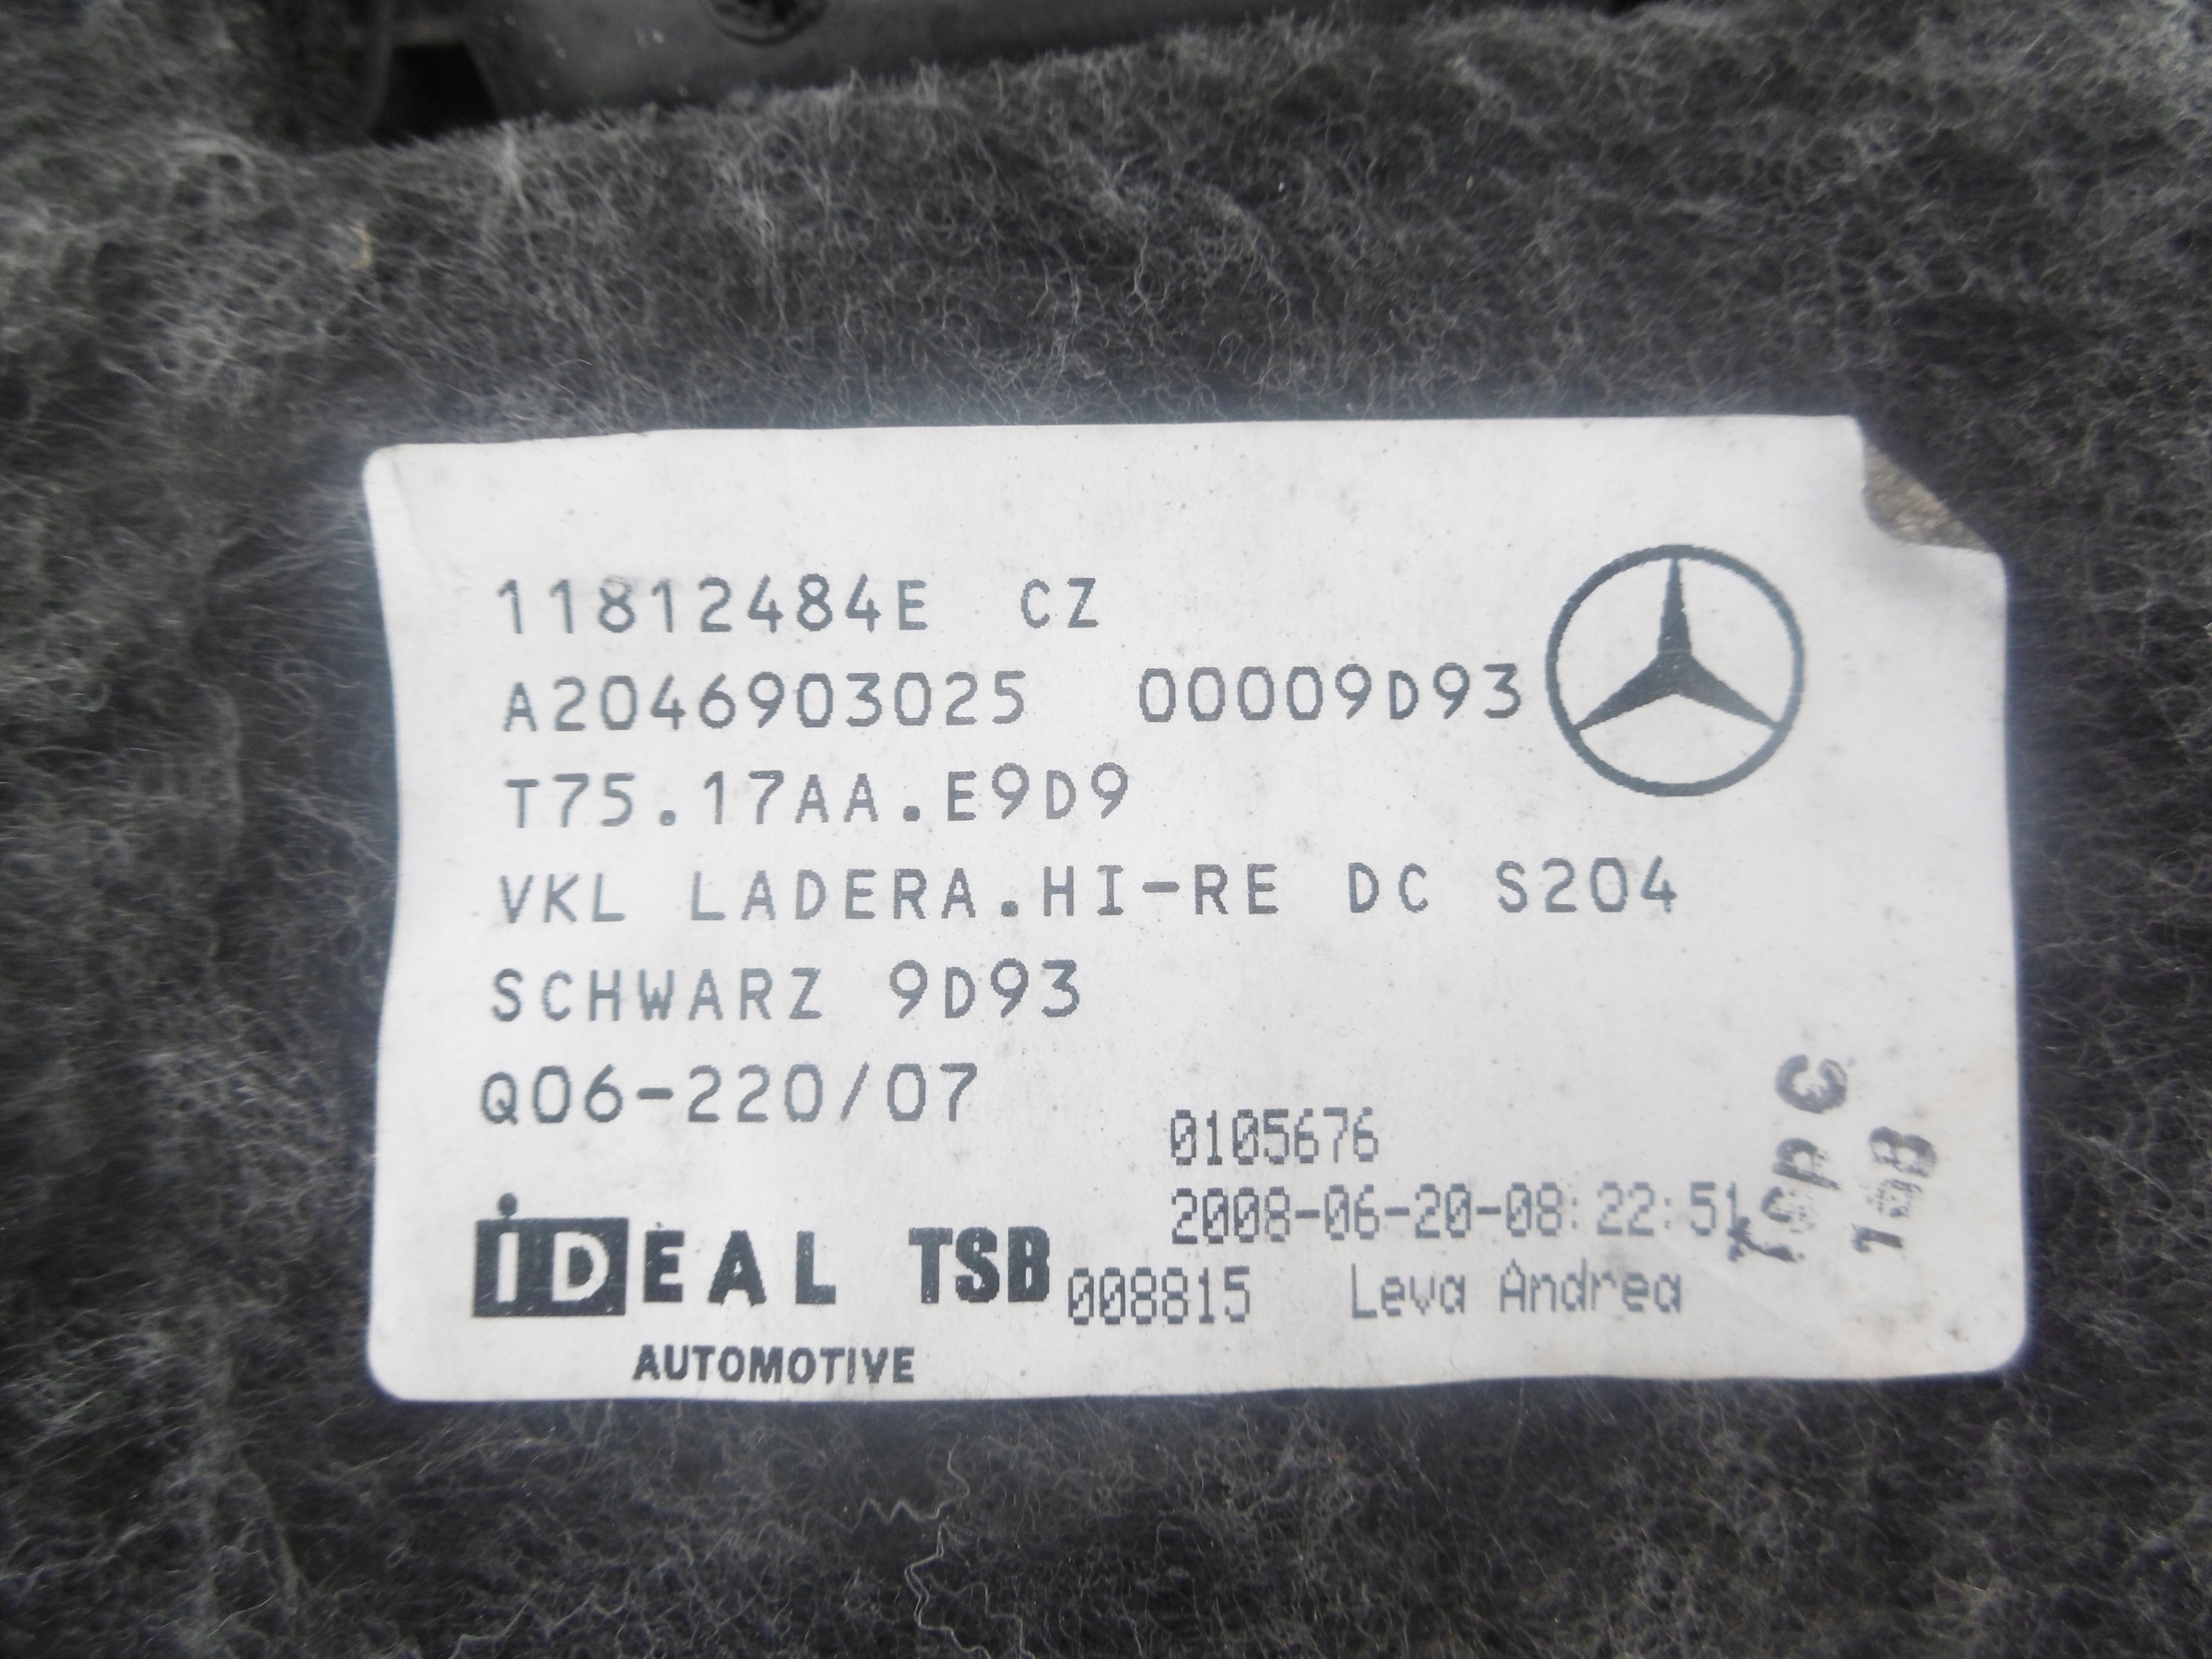 11812484E CZ
A2046903025 00009D93
T75.17AA.E9D9
VKL LADERA.HI-RE DC S204
SCHWARZ 9D93
Q06-220/07
0105676
2008-06-20-08:22:51
iDEAL TSB 008815 Leva Andrea
AUTOMOTIVE